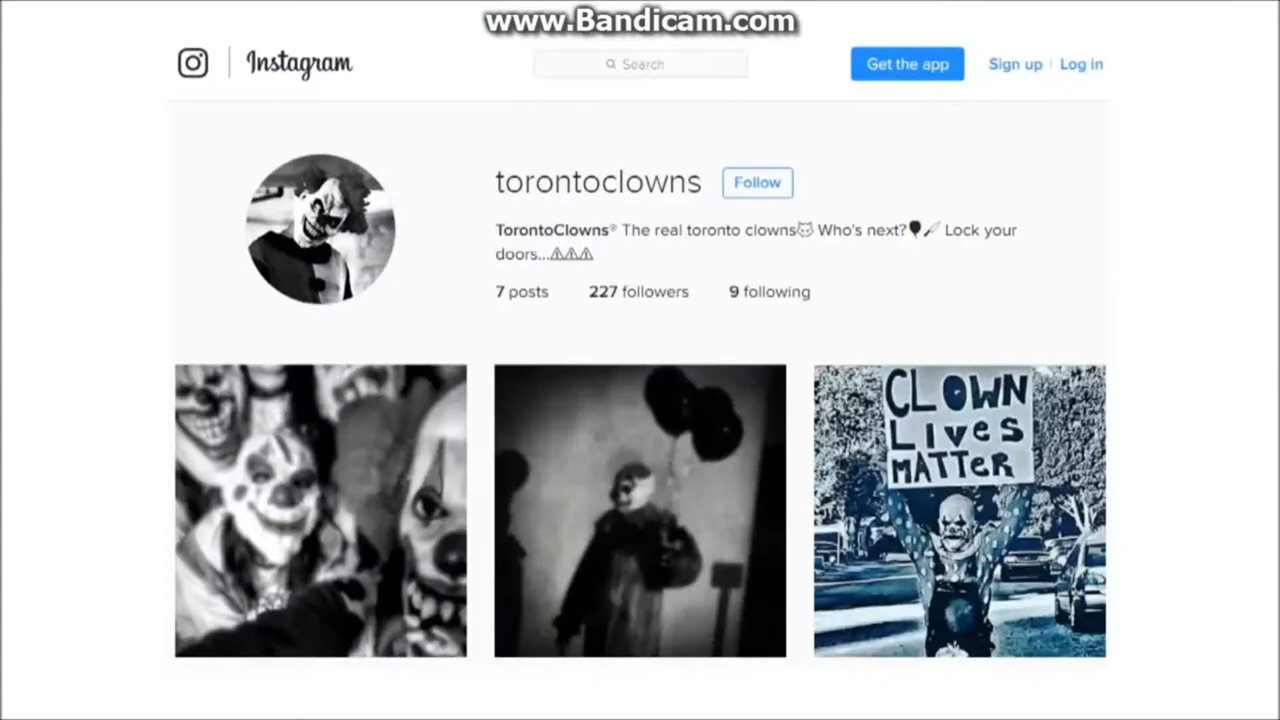 www.Bandicam.com
Instagram
Search
Get the app
Sign up | Log in
torontoclowns
Follow
TorontoClowns® The real toronto clowns😼 Who's next?🎈🔪 Lock your
doors...⚠⚠⚠
7 posts 227 followers 9 following
CLOWN
Lives
MATTER